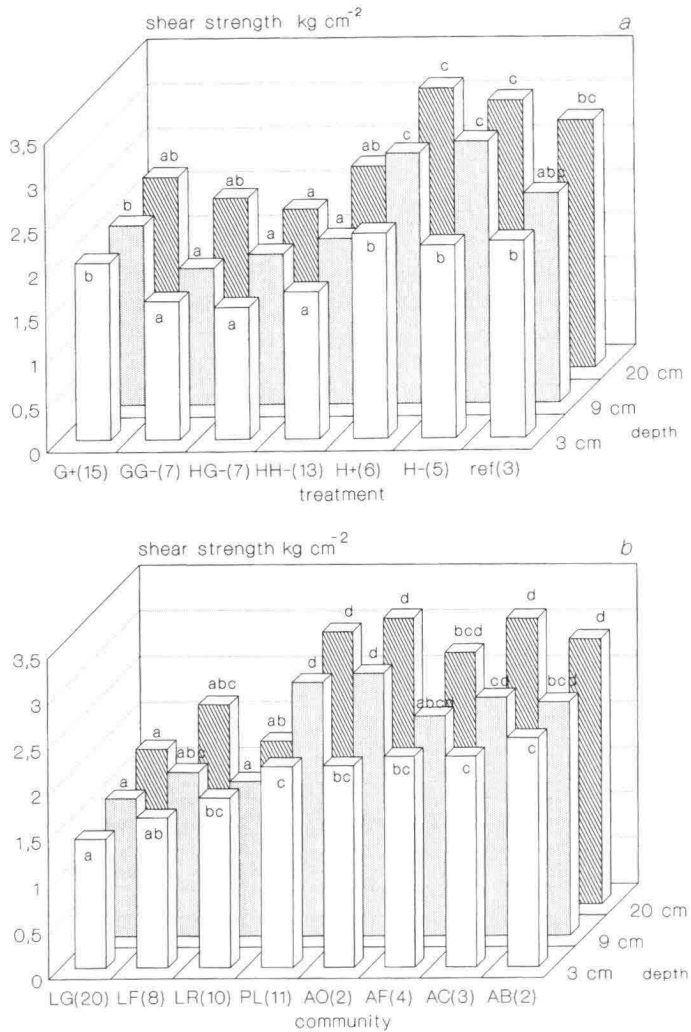 shear strength kg cm⁻²
a
c
c
bc
ab
ab
ab
a
c
c
abc
b
a
a
a
b
b
b
b
a
a
a
3,5
3
2,5
2
1,5
1
0,5
0
20 cm
9 cm
3 cm depth
G+(15) GG-(7) HG-(7) HH-(13) H+(6) H-(5) ref(3)
treatment
shear strength kg cm⁻²
b
d
d
d
d
bcd
abc
a
ab
d
d
abcd
cd
bcd
a
abc
a
c
bc
bc
c
c
a
ab
bc
3,5
3
2,5
2
1,5
1
0,5
0
20 cm
9 cm
3 cm depth
LG(20) LF(8) LR(10) PL(11) AO(2) AF(4) AC(3) AB(2)
community